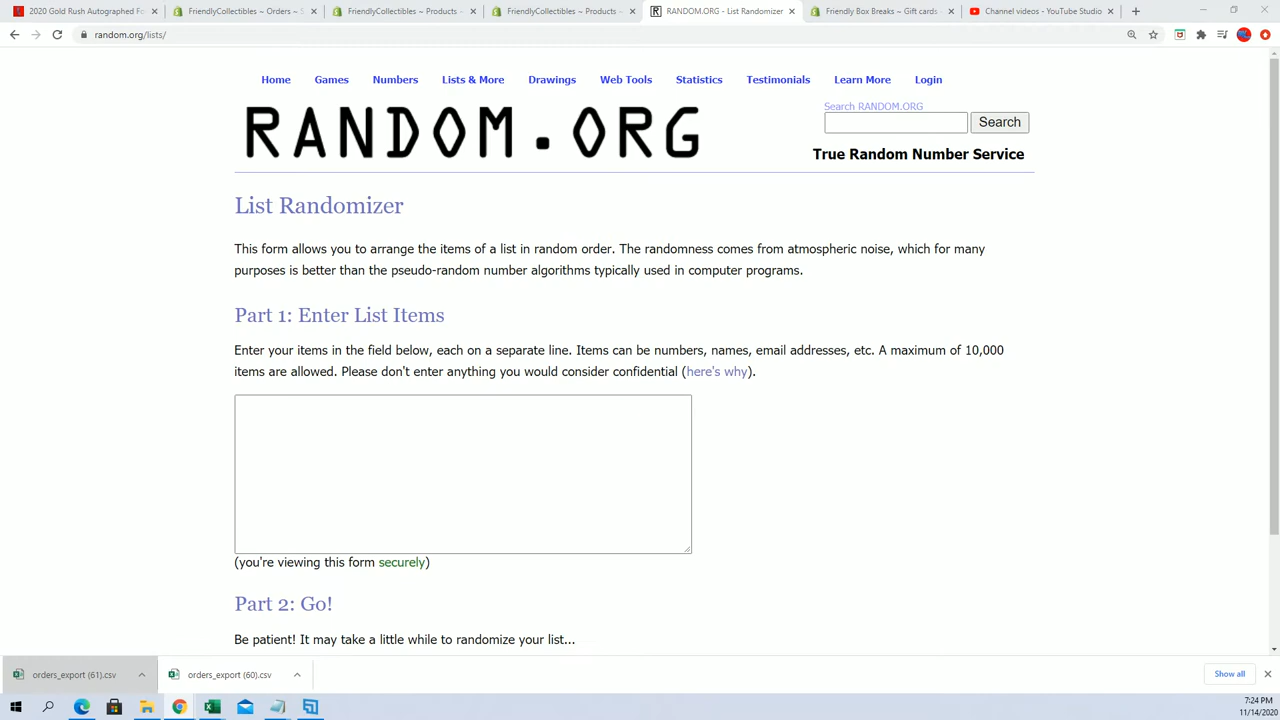 2020 Gold Rush Autographed Fo
FriendlyCollectibles ~ Orders ~ S
FriendlyCollectibles ~ Products ~
FriendlyCollectibles ~ Products ~
RANDOM.ORG - List Randomizer
Friendly Box Breaks ~ Gift cards
Channel videos - YouTube Studio
random.org/lists/
Home Games Numbers Lists & More Drawings Web Tools Statistics Testimonials Learn More Login
RANDOM.ORG
Search RANDOM.ORG
Search
True Random Number Service
List Randomizer
This form allows you to arrange the items of a list in random order. The randomness comes from atmospheric noise, which for many
purposes is better than the pseudo-random number algorithms typically used in computer programs.
Part 1: Enter List Items
Enter your items in the field below, each on a separate line. Items can be numbers, names, email addresses, etc. A maximum of 10,000
items are allowed. Please don't enter anything you would consider confidential (here's why).
(you're viewing this form securely)
Part 2: Go!
Be patient! It may take a little while to randomize your list...
orders_export (61).csv
orders_export (60).csv
Show all
7:24 PM
11/14/2020